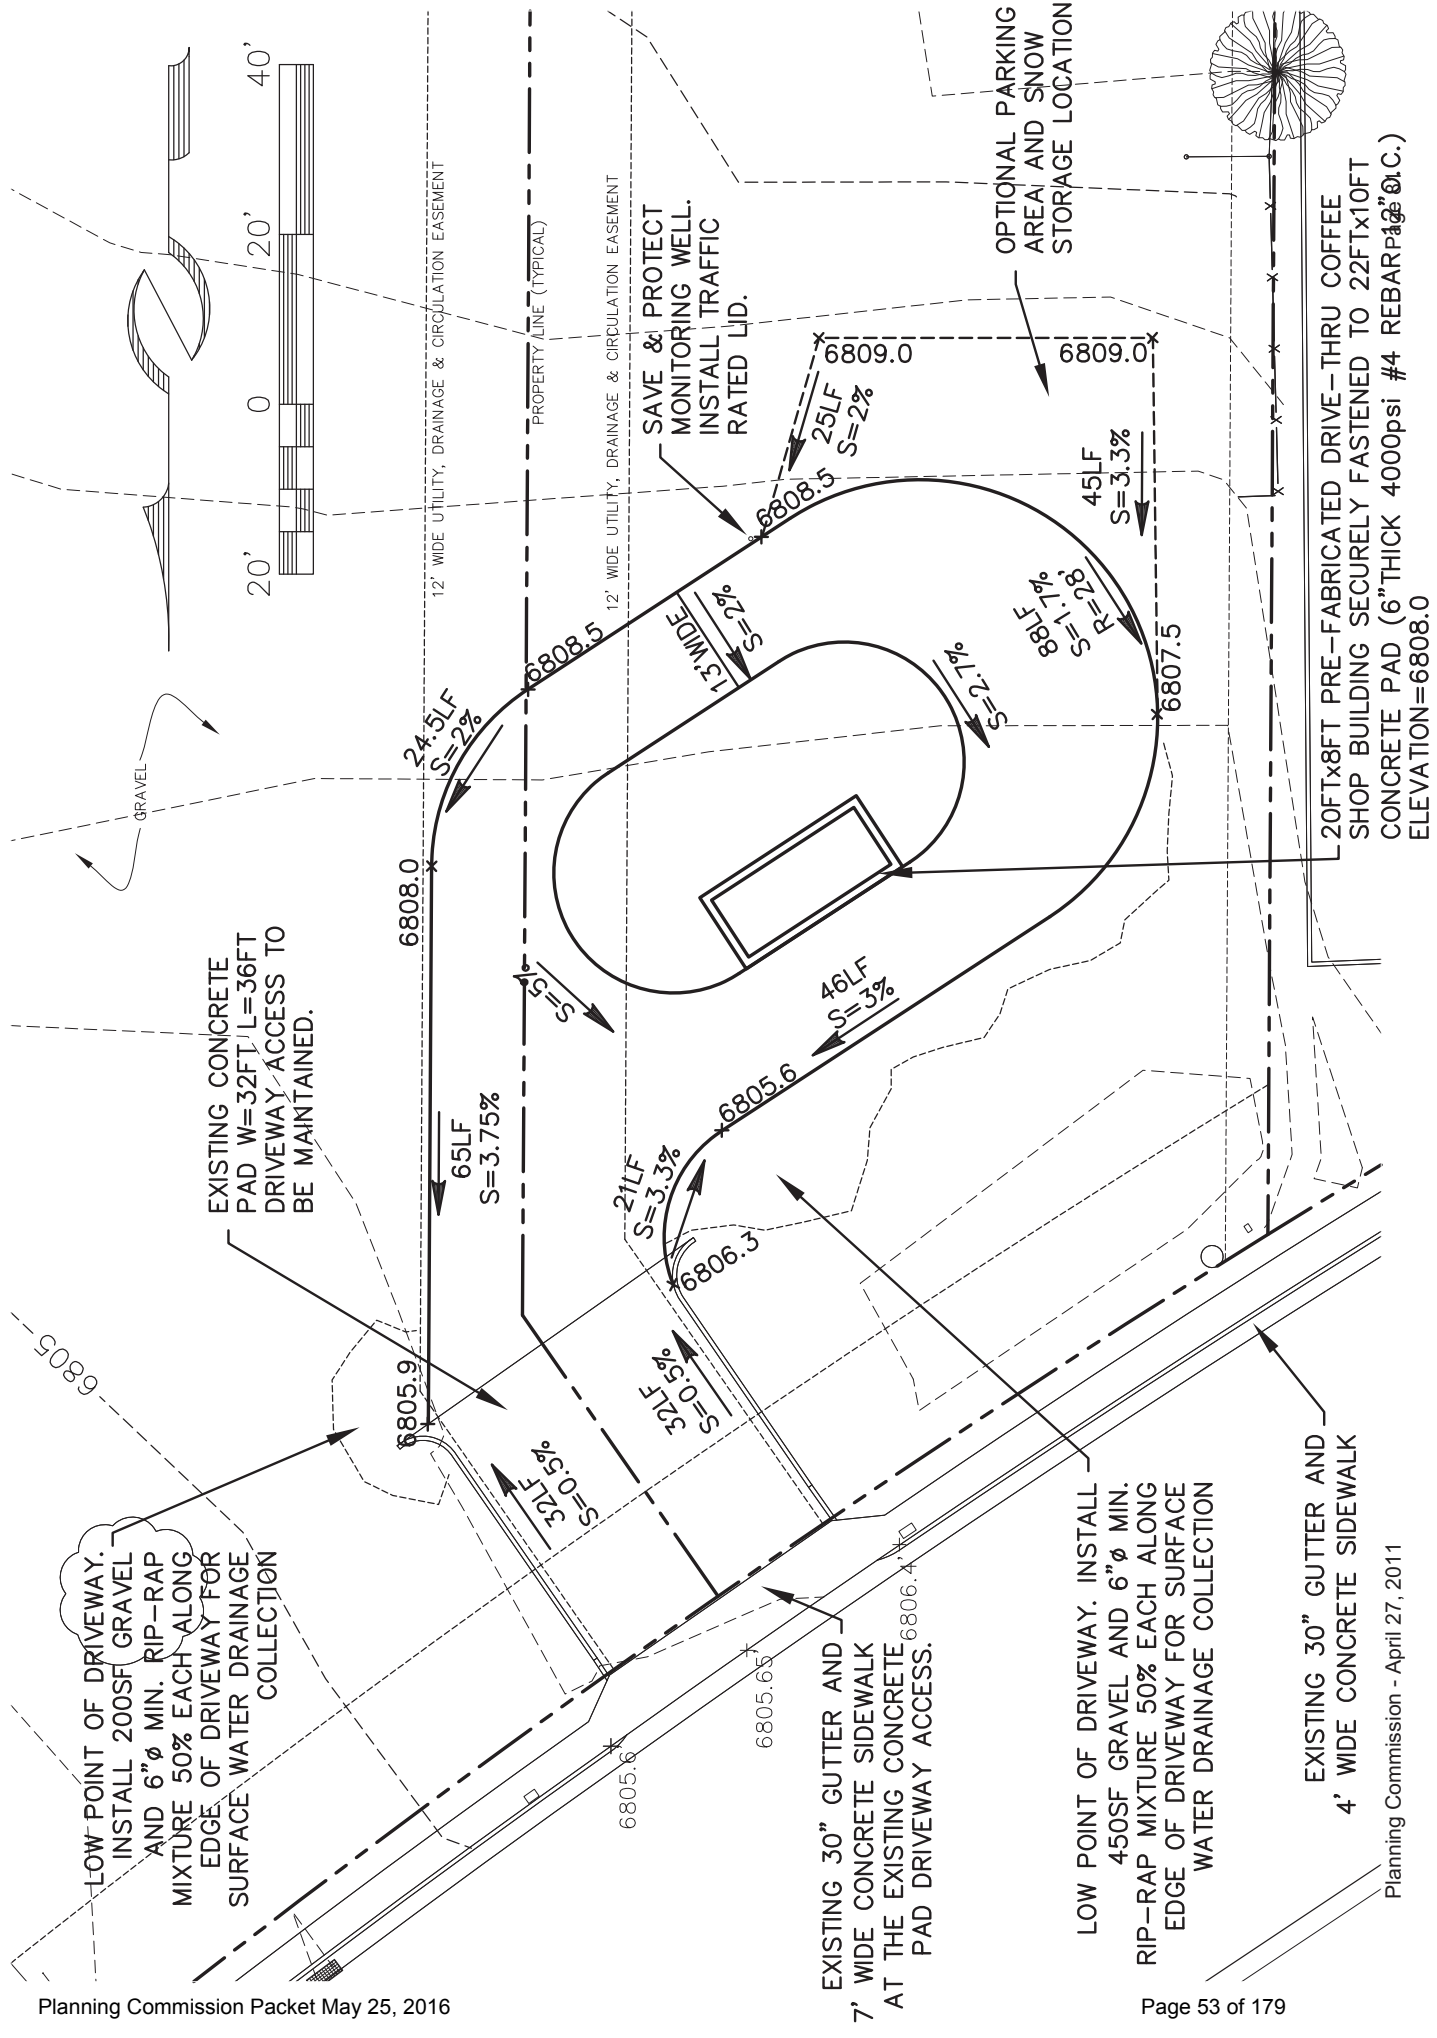 20'
0
20'
40'
GRAVEL
12' WIDE UTILITY, DRAINAGE & CIRCULATION EASEMENT
PROPERTY LINE (TYPICAL)
12' WIDE UTILITY, DRAINAGE & CIRCULATION EASEMENT
SAVE & PROTECT
MONITORING WELL.
INSTALL TRAFFIC
RATED LID.
OPTIONAL PARKING
AREA AND SNOW
STORAGE LOCATION
6809.0
6809.0
25LF
S=2%
45LF
S=3.3%
6808.5
6808.5
13'WIDE
S=2%
88LF
S=1.7%
R=28'
S=2.7%
6807.5
24.5LF
S=2%
6808.0
S=5%
46LF
S=3%
6805.6
65LF
S=3.75%
21LF
S=3.3%
6806.3
6805.9
32LF
S=0.5%
32LF
S=0.5%
6805
EXISTING CONCRETE
PAD W=32FT L=36FT
DRIVEWAY ACCESS TO
BE MAINTAINED.
20FTx8FT PRE-FABRICATED DRIVE-THRU COFFEE
SHOP BUILDING SECURELY FASTENED TO 22FTx10FT
CONCRETE PAD (6"THICK 4000psi #4 REBAR 12"O.C.)
ELEVATION=6808.0
LOW POINT OF DRIVEWAY.
INSTALL 200SF GRAVEL
AND 6"ø MIN. RIP-RAP
MIXTURE 50% EACH ALONG
EDGE OF DRIVEWAY FOR
SURFACE WATER DRAINAGE
COLLECTION
6805.6
6805.65'
6806.4'
EXISTING 30" GUTTER AND
7' WIDE CONCRETE SIDEWALK
AT THE EXISTING CONCRETE
PAD DRIVEWAY ACCESS.
LOW POINT OF DRIVEWAY. INSTALL
450SF GRAVEL AND 6"ø MIN.
RIP-RAP MIXTURE 50% EACH ALONG
EDGE OF DRIVEWAY FOR SURFACE
WATER DRAINAGE COLLECTION
EXISTING 30" GUTTER AND
4' WIDE CONCRETE SIDEWALK
Planning Commission - April 27, 2011
Page
Planning Commission Packet May 25, 2016
Page 53 of 179